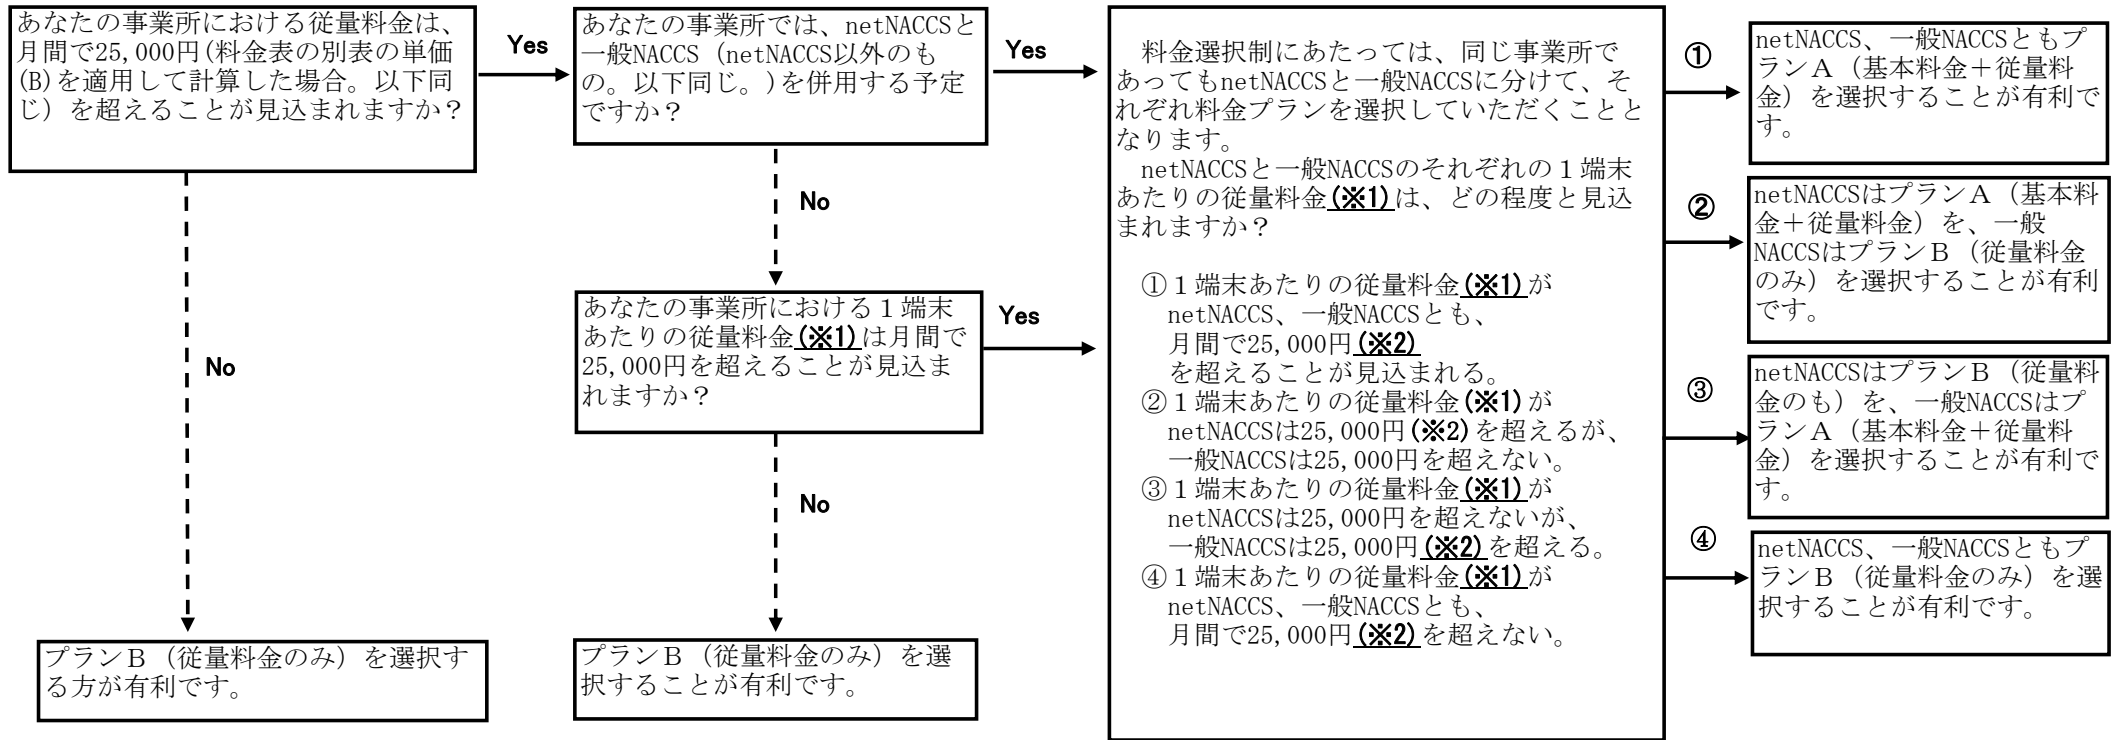 あなたの事業所における従量料金は、
月間で25,000円(料金表の別表の単価
(B)を適用して計算した場合。以下同
じ）を超えることが見込まれますか？
Yes
No
プランＢ（従量料金のみ）を選択す
る方が有利です。
あなたの事業所では、netNACCSと
一般NACCS（netNACCS以外のも
の。以下同じ。)を併用する予定
ですか？
Yes
No
あなたの事業所における１端末
あたりの従量料金(※1)は月間で
25,000円を超えることが見込ま
れますか？
Yes
No
プランＢ（従量料金のみ）を選
択することが有利です。
料金選択制にあたっては、同じ事業所で
あってもnetNACCSと一般NACCSに分けて、そ
れぞれ料金プランを選択していただくことと
なります。
netNACCSと一般NACCSのそれぞれの１端末
あたりの従量料金(※1)は、どの程度と見込
まれますか？
①１端末あたりの従量料金(※1)が
netNACCS、一般NACCSとも、
月間で25,000円(※2)
を超えることが見込まれる。
②１端末あたりの従量料金(※1)が
netNACCSは25,000円(※2)を超えるが、
一般NACCSは25,000円を超えない。
③１端末あたりの従量料金(※1)が
netNACCSは25,000円を超えないが、
一般NACCSは25,000円(※2)を超える。
④１端末あたりの従量料金(※1)が
netNACCS、一般NACCSとも、
月間で25,000円(※2)を超えない。
①
netNACCS、一般NACCSともプ
ランＡ（基本料金＋従量料
金）を選択することが有利で
す。
②
netNACCSはプランＡ（基本料
金＋従量料金）を、一般
NACCSはプランＢ（従量料金
のみ）を選択することが有利
です。
③
netNACCSはプランＢ（従量料
金のも）を、一般NACCSはプ
ランＡ（基本料金＋従量料
金）を選択することが有利で
す。
④
netNACCS、一般NACCSともプ
ランＢ（従量料金のみ）を選
択することが有利です。